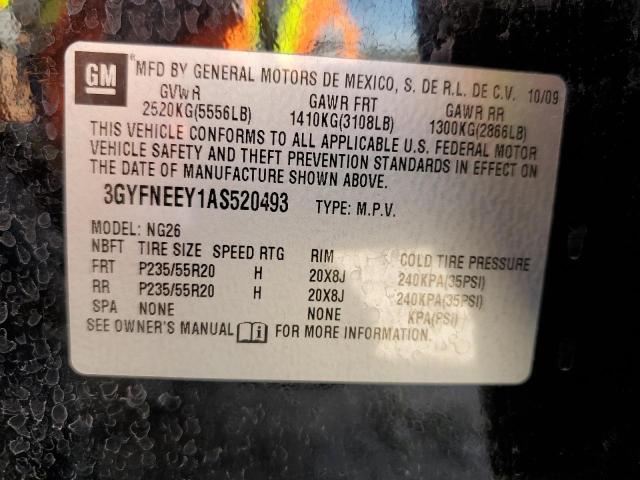 GM ® MFD BY GENERAL MOTORS DE MEXICO, S. DE R.L. DE C.V. 10/09
GVWR GAWR FRT GAWR RR
2520KG(5556LB) 1410KG(3108LB) 1300KG(2866LB)
THIS VEHICLE CONFORMS TO ALL APPLICABLE U.S. FEDERAL MOTOR
VEHICLE SAFETY AND THEFT PREVENTION STANDARDS IN EFFECT ON
THE DATE OF MANUFACTURE SHOWN ABOVE.
3GYFNEEY1AS520493 TYPE: M.P.V.
MODEL: NG26
NBFT TIRE SIZE SPEED RTG RIM COLD TIRE PRESSURE
FRT P235/55R20 H 20X8J 240KPA(35PSI)
RR P235/55R20 H 20X8J 240KPA(35PSI)
SPA NONE NONE KPA(PSI)
SEE OWNER'S MANUAL FOR MORE INFORMATION.